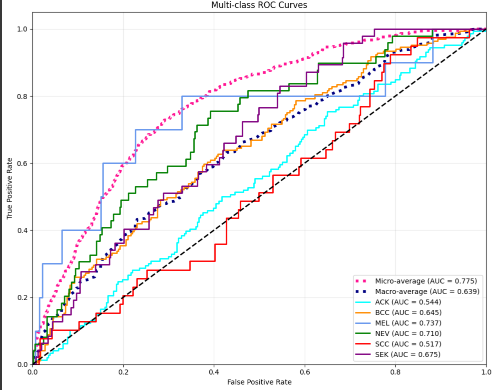 Multi-class ROC Curves
1.0
0.8
0.6
0.4
0.2
0.0
True Positive Rate
Micro-average (AUC = 0.775)
Macro-average (AUC = 0.639)
ACK (AUC = 0.544)
BCC (AUC = 0.645)
MEL (AUC = 0.737)
NEV (AUC = 0.710)
SCC (AUC = 0.517)
SEK (AUC = 0.675)
0.0 0.2 0.4 0.6 0.8 1.0
False Positive Rate